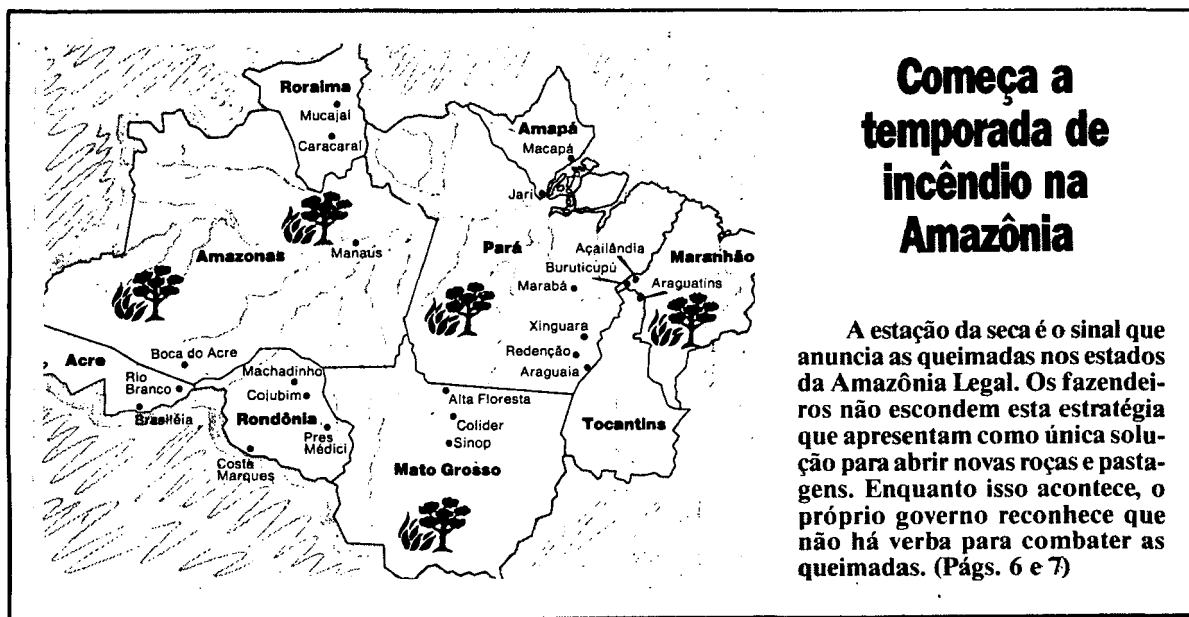 Roraima
Mucajaí
Caracaraí
Amapá
Macapá
Jari
Amazonas
Manaus
Pará
Açailândia
Maranhão
Buruticupú
Marabá
Araguatins
Xinguara
Redenção
Araguaia
Acre
Boca do Acre
Rio
Branco
Brasiléia
Machadinho
Cojubim
Rondônia
Pres
Médici
Costa
Marques
Alta Floresta
Colider
Sinop
Mato Grosso
Tocantins
Começa a
temporada de
incêndio na
Amazônia
A estação da seca é o sinal que
anuncia as queimadas nos estados
da Amazônia Legal. Os fazendei-
ros não escondem esta estratégia
que apresentam como única solu-
ção para abrir novas roças e pasta-
gens. Enquanto isso acontece, o
próprio governo reconhece que
não há verba para combater as
queimadas. (Págs. 6 e 7)